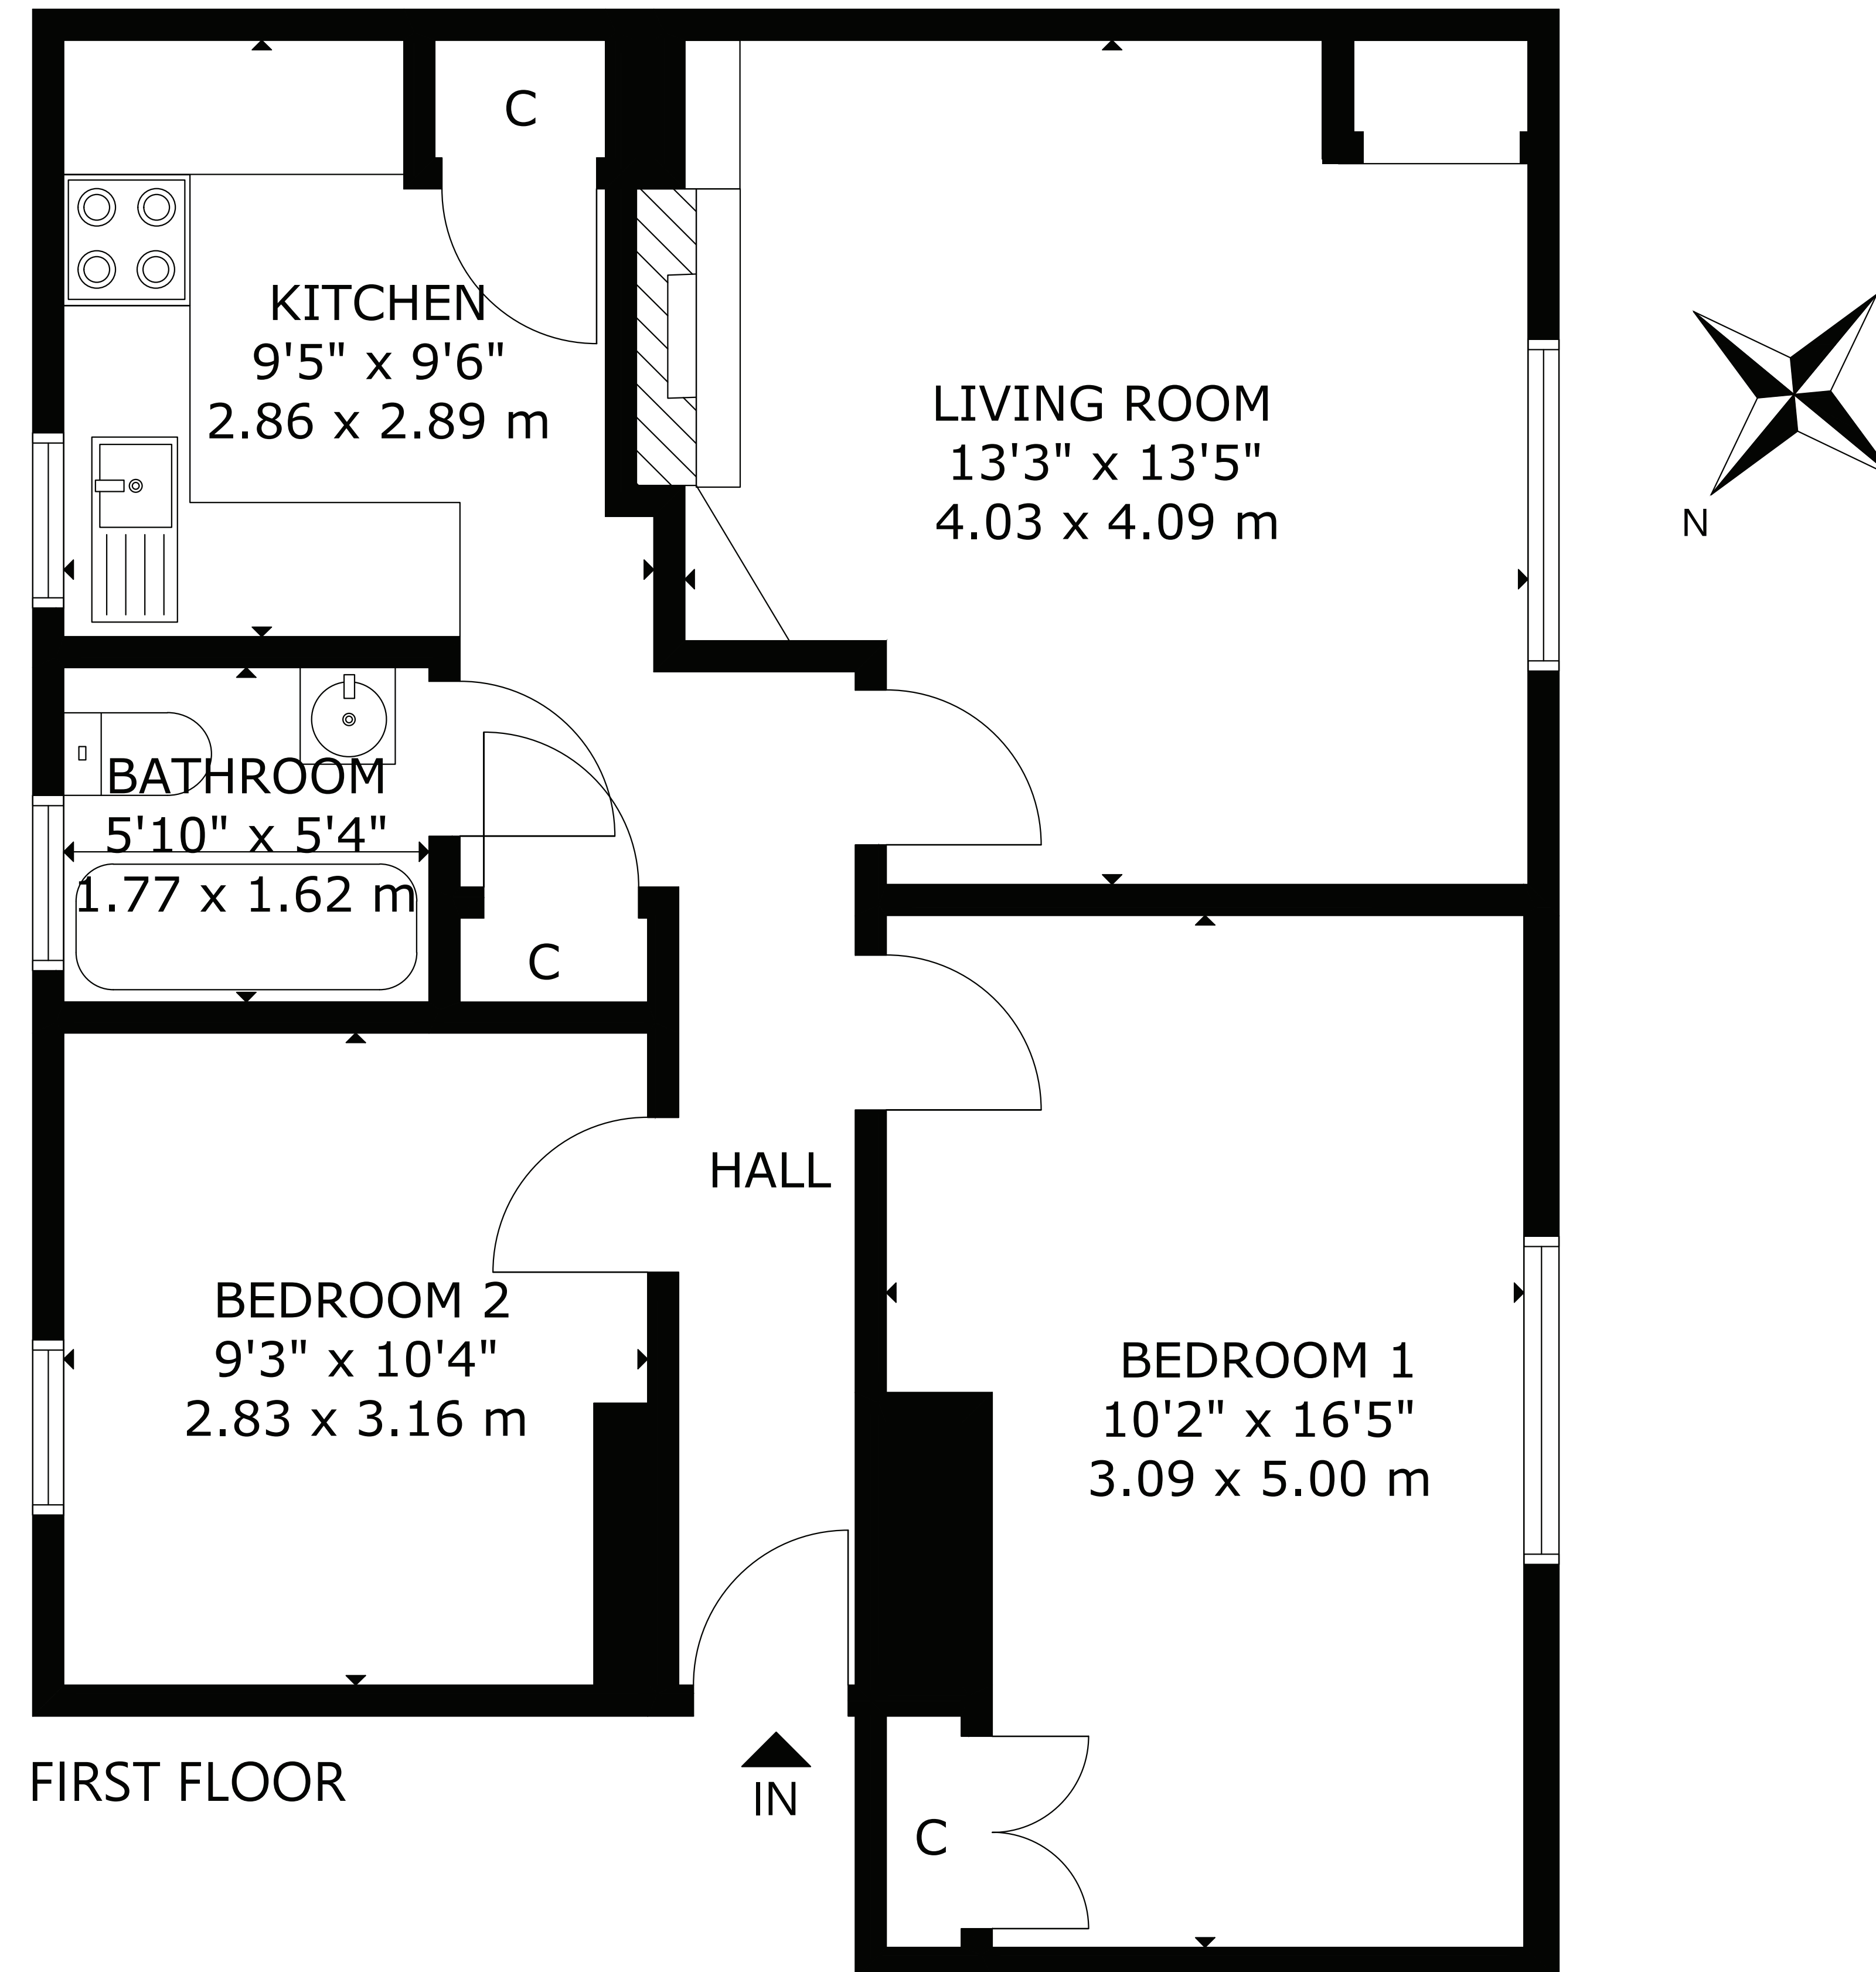 C
KITCHEN
9'5" x 9'6"
2.86 x 2.89 m
LIVING ROOM
13'3" x 13'5"
4.03 x 4.09 m
N
BATHROOM
5'10" x 5'4"
1.77 x 1.62 m
C
HALL
BEDROOM 2
9'3" x 10'4"
2.83 x 3.16 m
BEDROOM 1
10'2" x 16'5"
3.09 x 5.00 m
FIRST FLOOR
IN
C